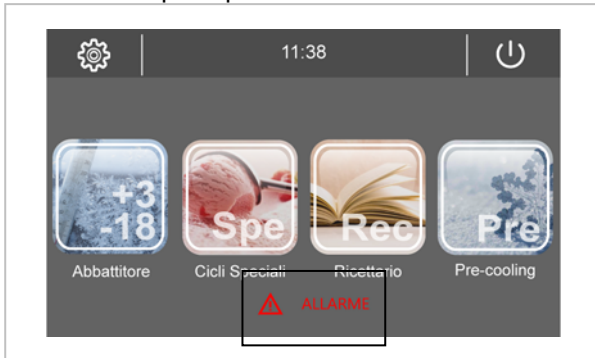 11:38
+3
-18
Spe
Rec
Pre
Abbattitore
Cicli Speciali
Ricettario
Pre-cooling
ALLARME